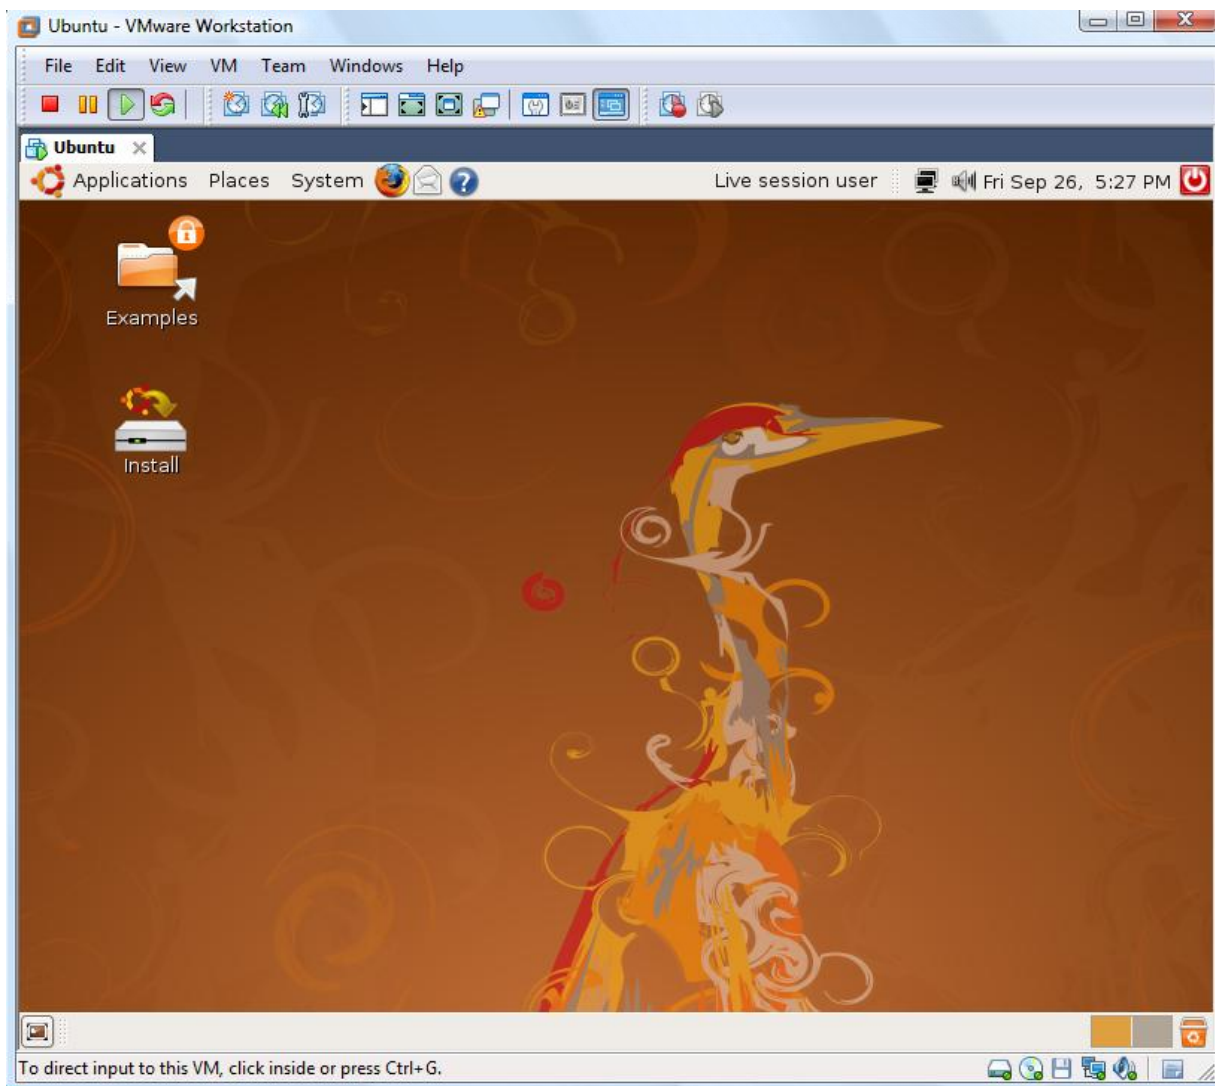 Ubuntu - VMware Workstation
File Edit View VM Team Windows Help
Ubuntu
Applications Places System Live session user Fri Sep 26, 5:27 PM
Examples
Install
To direct input to this VM, click inside or press Ctrl+G.